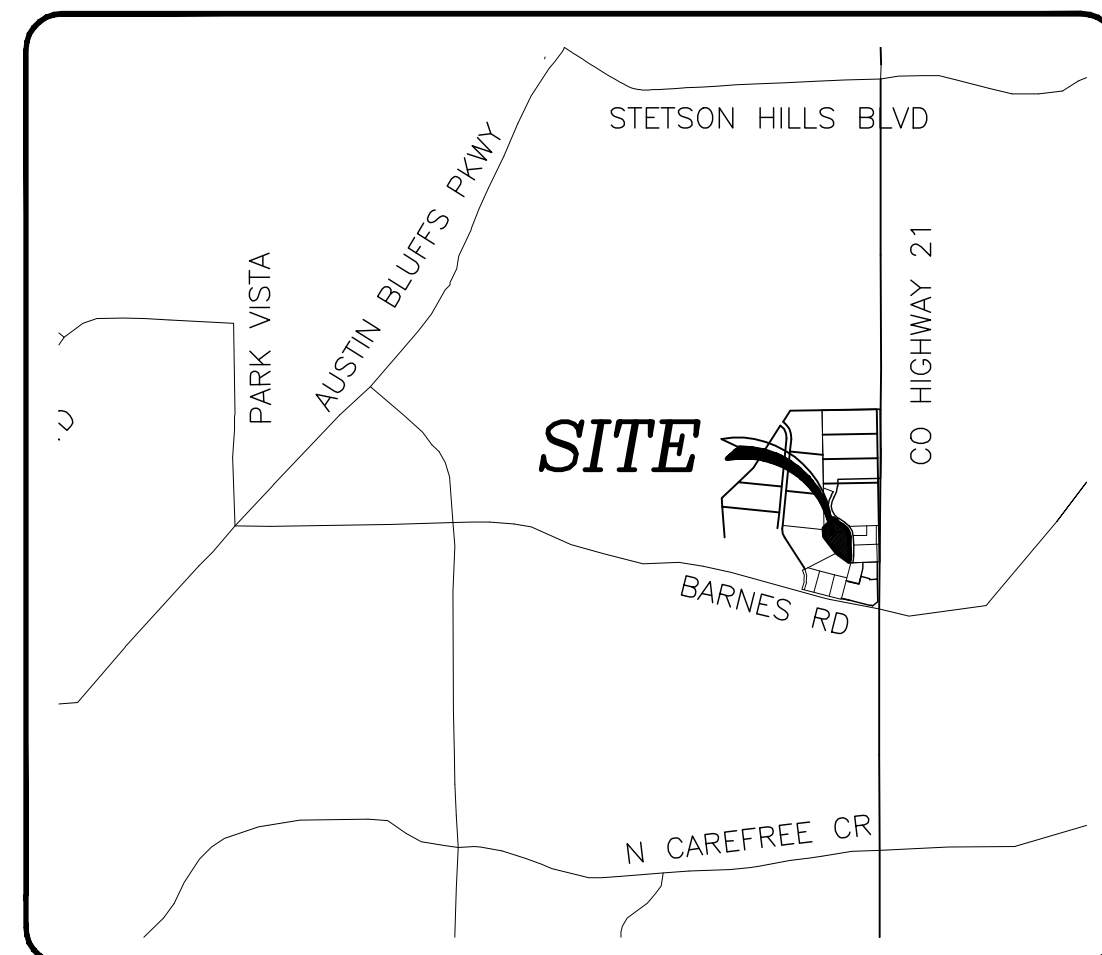 STETSON HILLS BLVD
AUSTIN BLUFFS PKWY
PARK VISTA
CO HIGHWAY 21
SITE
BARNES RD
N CAREFREE CR